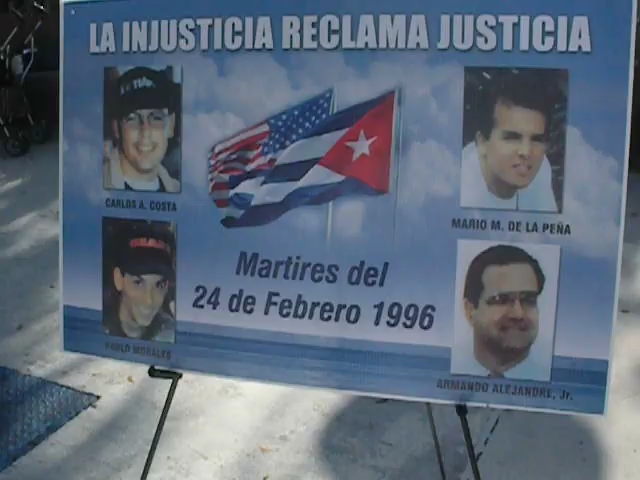 LA INJUSTICIA RECLAMA JUSTICIA
CARLOS A. COSTA
MARIO M. DE LA PEÑA
Martires del
24 de Febrero 1996
PABLO MORALES
ARMANDO ALEJANDRE, Jr.